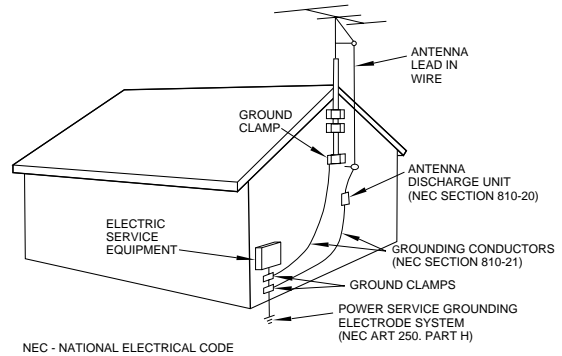 ANTENNA
LEAD IN
WIRE
GROUND
CLAMP
ANTENNA
DISCHARGE UNIT
(NEC SECTION 810-20)
ELECTRIC
SERVICE
EQUIPMENT
GROUNDING CONDUCTORS
(NEC SECTION 810-21)
GROUND CLAMPS
POWER SERVICE GROUNDING
ELECTRODE SYSTEM
(NEC ART 250. PART H)
NEC - NATIONAL ELECTRICAL CODE